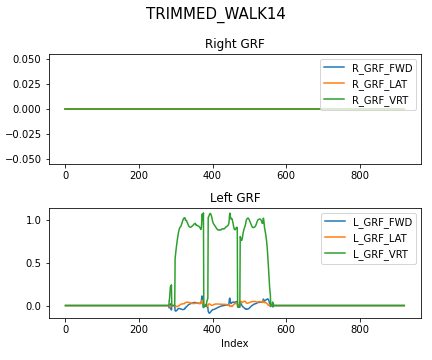 TRIMMED_WALK14
Right GRF
0.050
0.025
0.000
−0.025
−0.050
R_GRF_FWD
R_GRF_LAT
R_GRF_VRT
0 200 400 600 800
Left GRF
1.0
0.5
0.0
L_GRF_FWD
L_GRF_LAT
L_GRF_VRT
0 200 400 600 800
Index